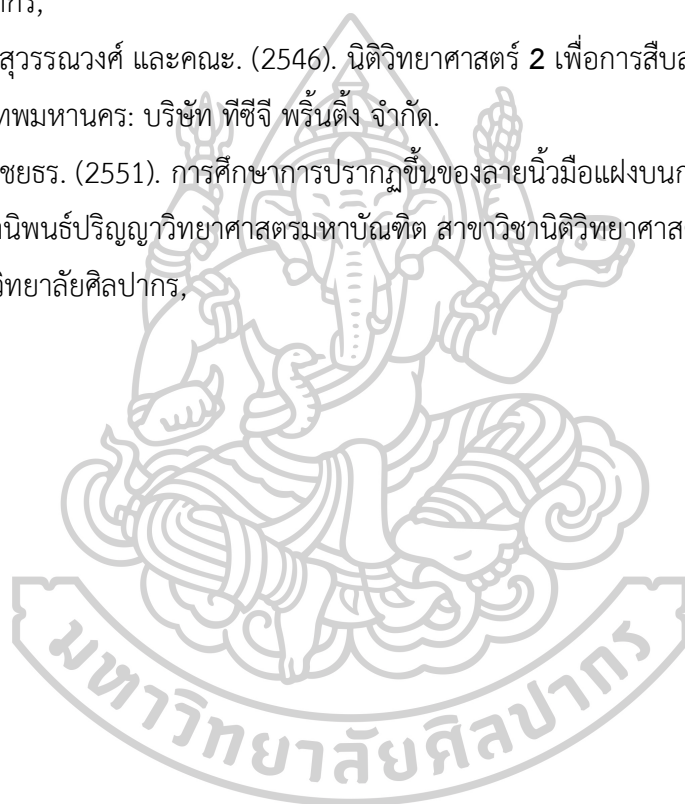 ากร,
สุวรรณวงศ์ และคณะ. (2546). นิติวิทยาศาสตร์ 2 เพื่อการสืบส
ทพมหานคร: บริษัท ทีซีจี พริ้นติ้ง จำกัด.
ชยธร. (2551). การศึกษาการปรากฏขึ้นของลายนิ้วมือแฝงบนก
นิพนธ์ปริญญาวิทยาศาสตรมหาบัณฑิต สาขาวิชานิติวิทยาศาส
วิทยาลัยศิลปากร,
มหาวิทยาลัยศิลปากร